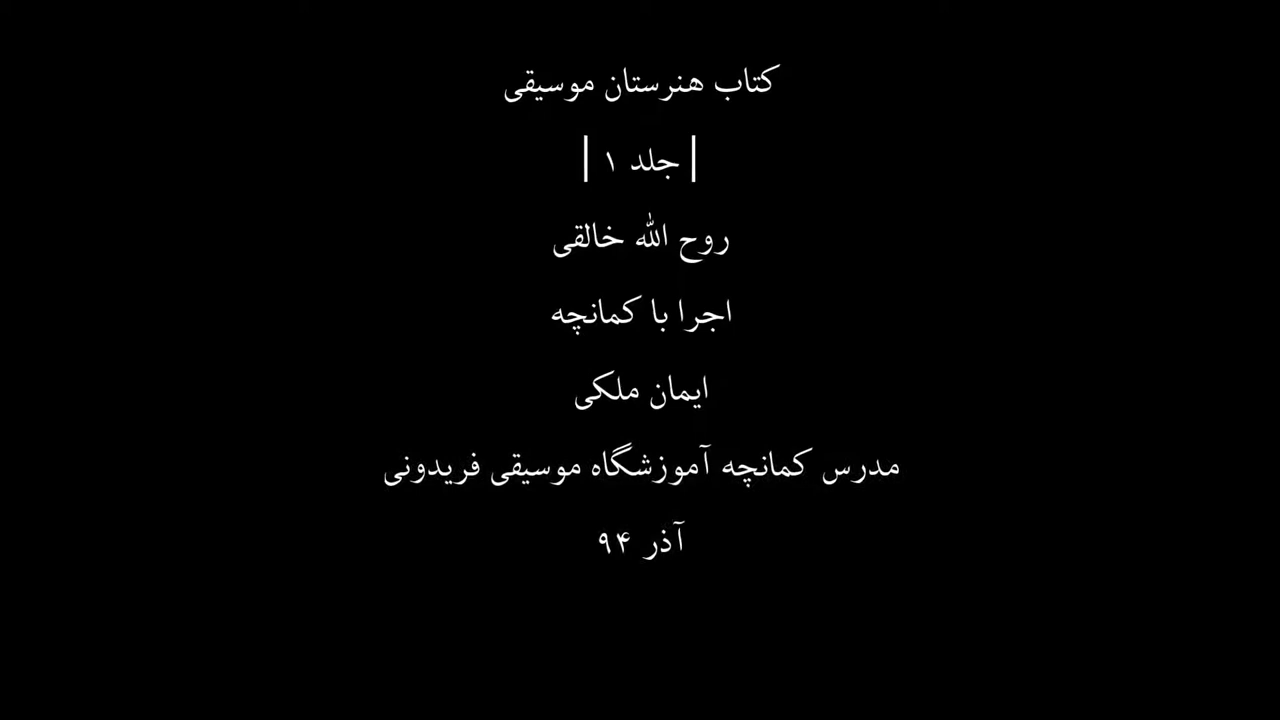 کتاب هنرستان موسیقی
| جلد ۱ |
روح الله خالقی
اجرا با کمانچه
ایمان ملکی
مدرس کمانچه آموزشگاه موسیقی فریدونی
آذر ۹۴